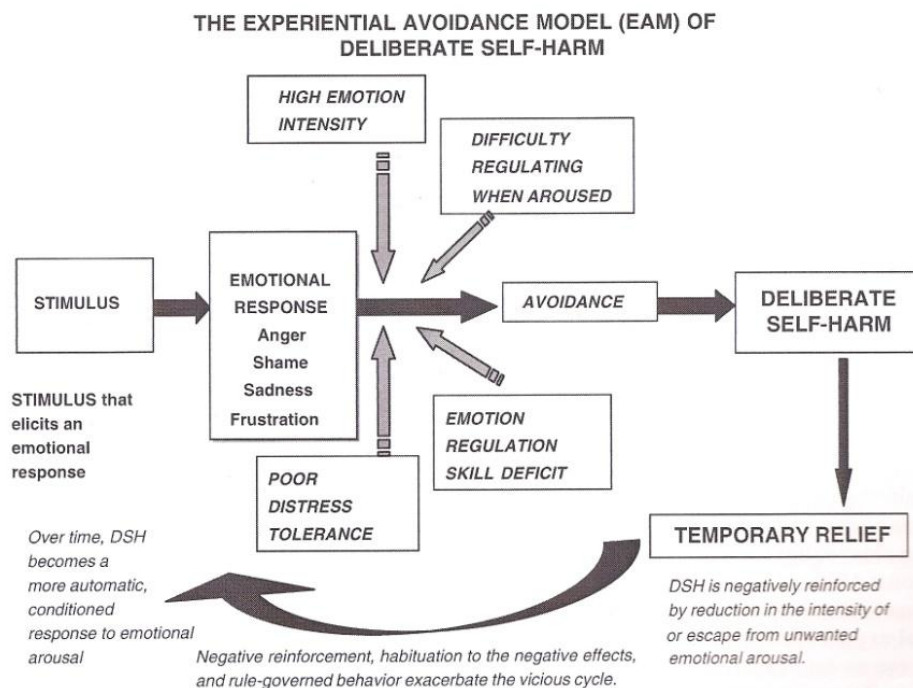 THE EXPERIENTIAL AVOIDANCE MODEL (EAM) OF
DELIBERATE SELF-HARM
HIGH EMOTION
INTENSITY
DIFFICULTY
REGULATING
WHEN AROUSED
STIMULUS
EMOTIONAL
RESPONSE
Anger
Shame
Sadness
Frustration
AVOIDANCE
DELIBERATE
SELF-HARM
STIMULUS that
elicits an
emotional
response
POOR
DISTRESS
TOLERANCE
EMOTION
REGULATION
SKILL DEFICIT
TEMPORARY RELIEF
DSH is negatively reinforced
by reduction in the intensity of
or escape from unwanted
emotional arousal.
Over time, DSH
becomes a
more automatic,
conditioned
response to emotional
arousal
Negative reinforcement, habituation to the negative effects,
and rule-governed behavior exacerbate the vicious cycle.